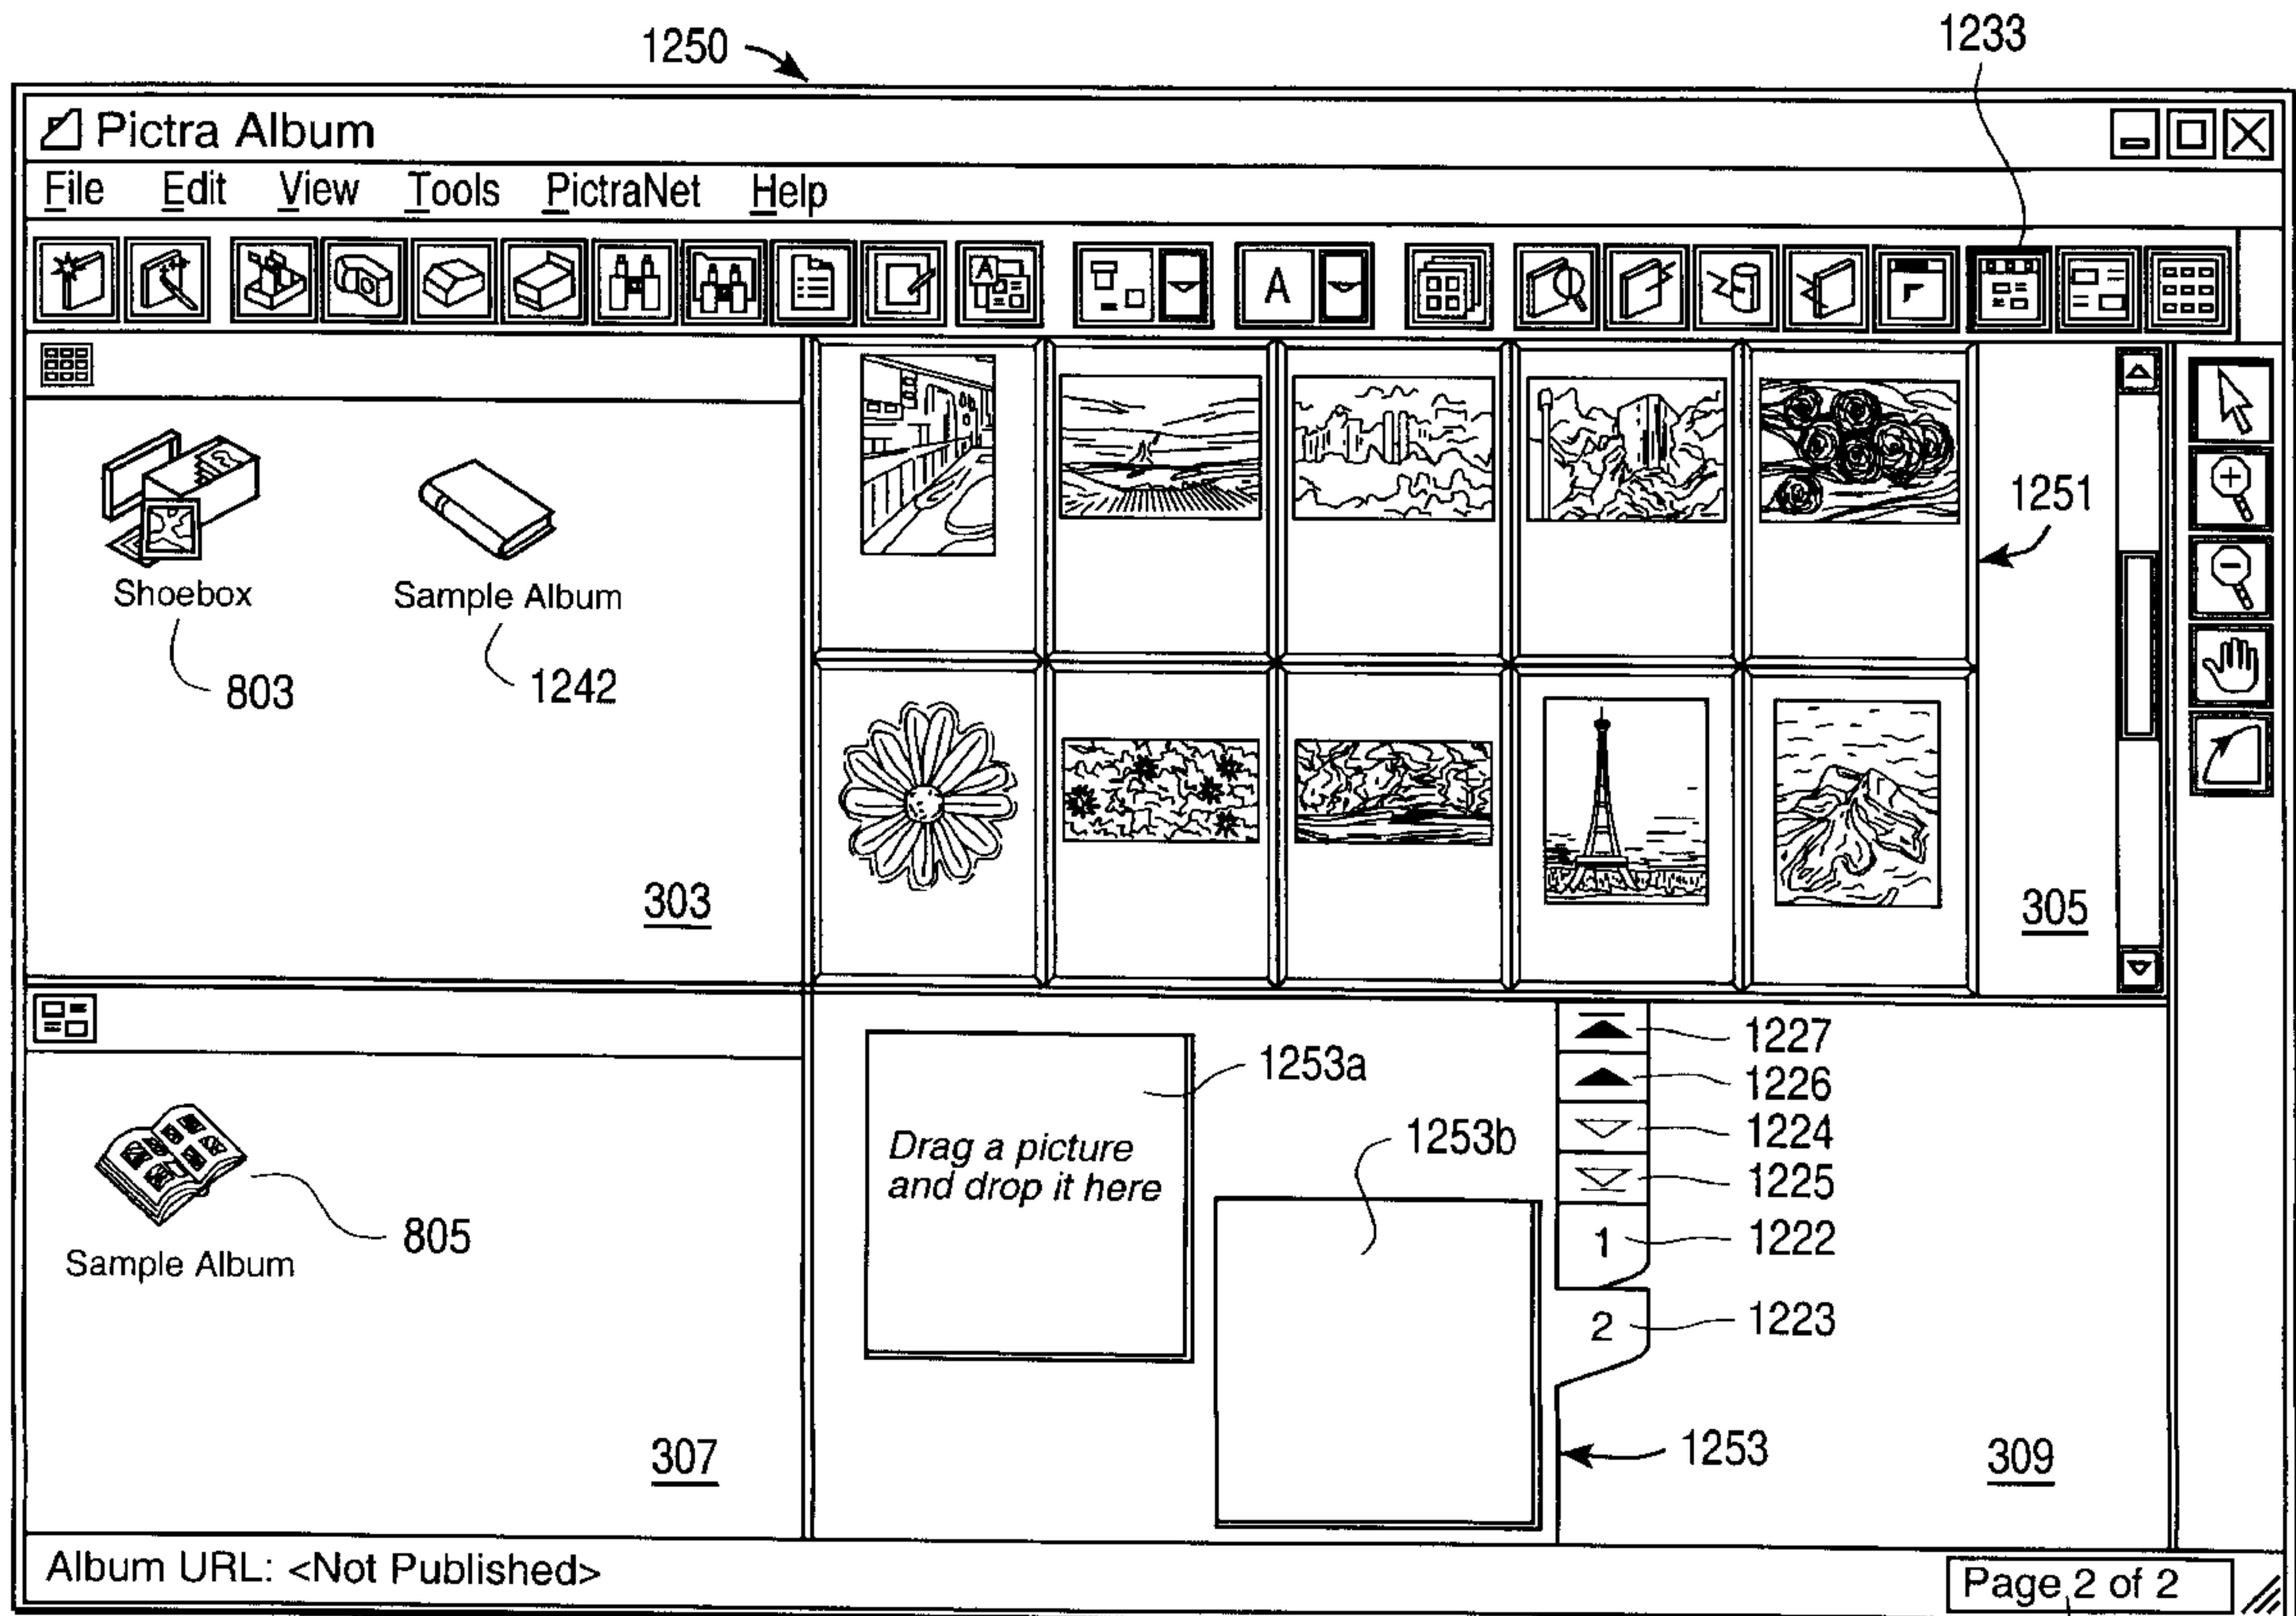 1250
1233
Pictra Album
File Edit View Tools PictraNet Help
A
A
1251
Shoebox
Sample Album
803
1242
303
305
1227
1253a
1226
Drag a picture
and drop it here
1253b
1224
1225
1 1222
805
Sample Album
2 1223
307
1253
309
Album URL: <Not Published>
Page 2 of 2